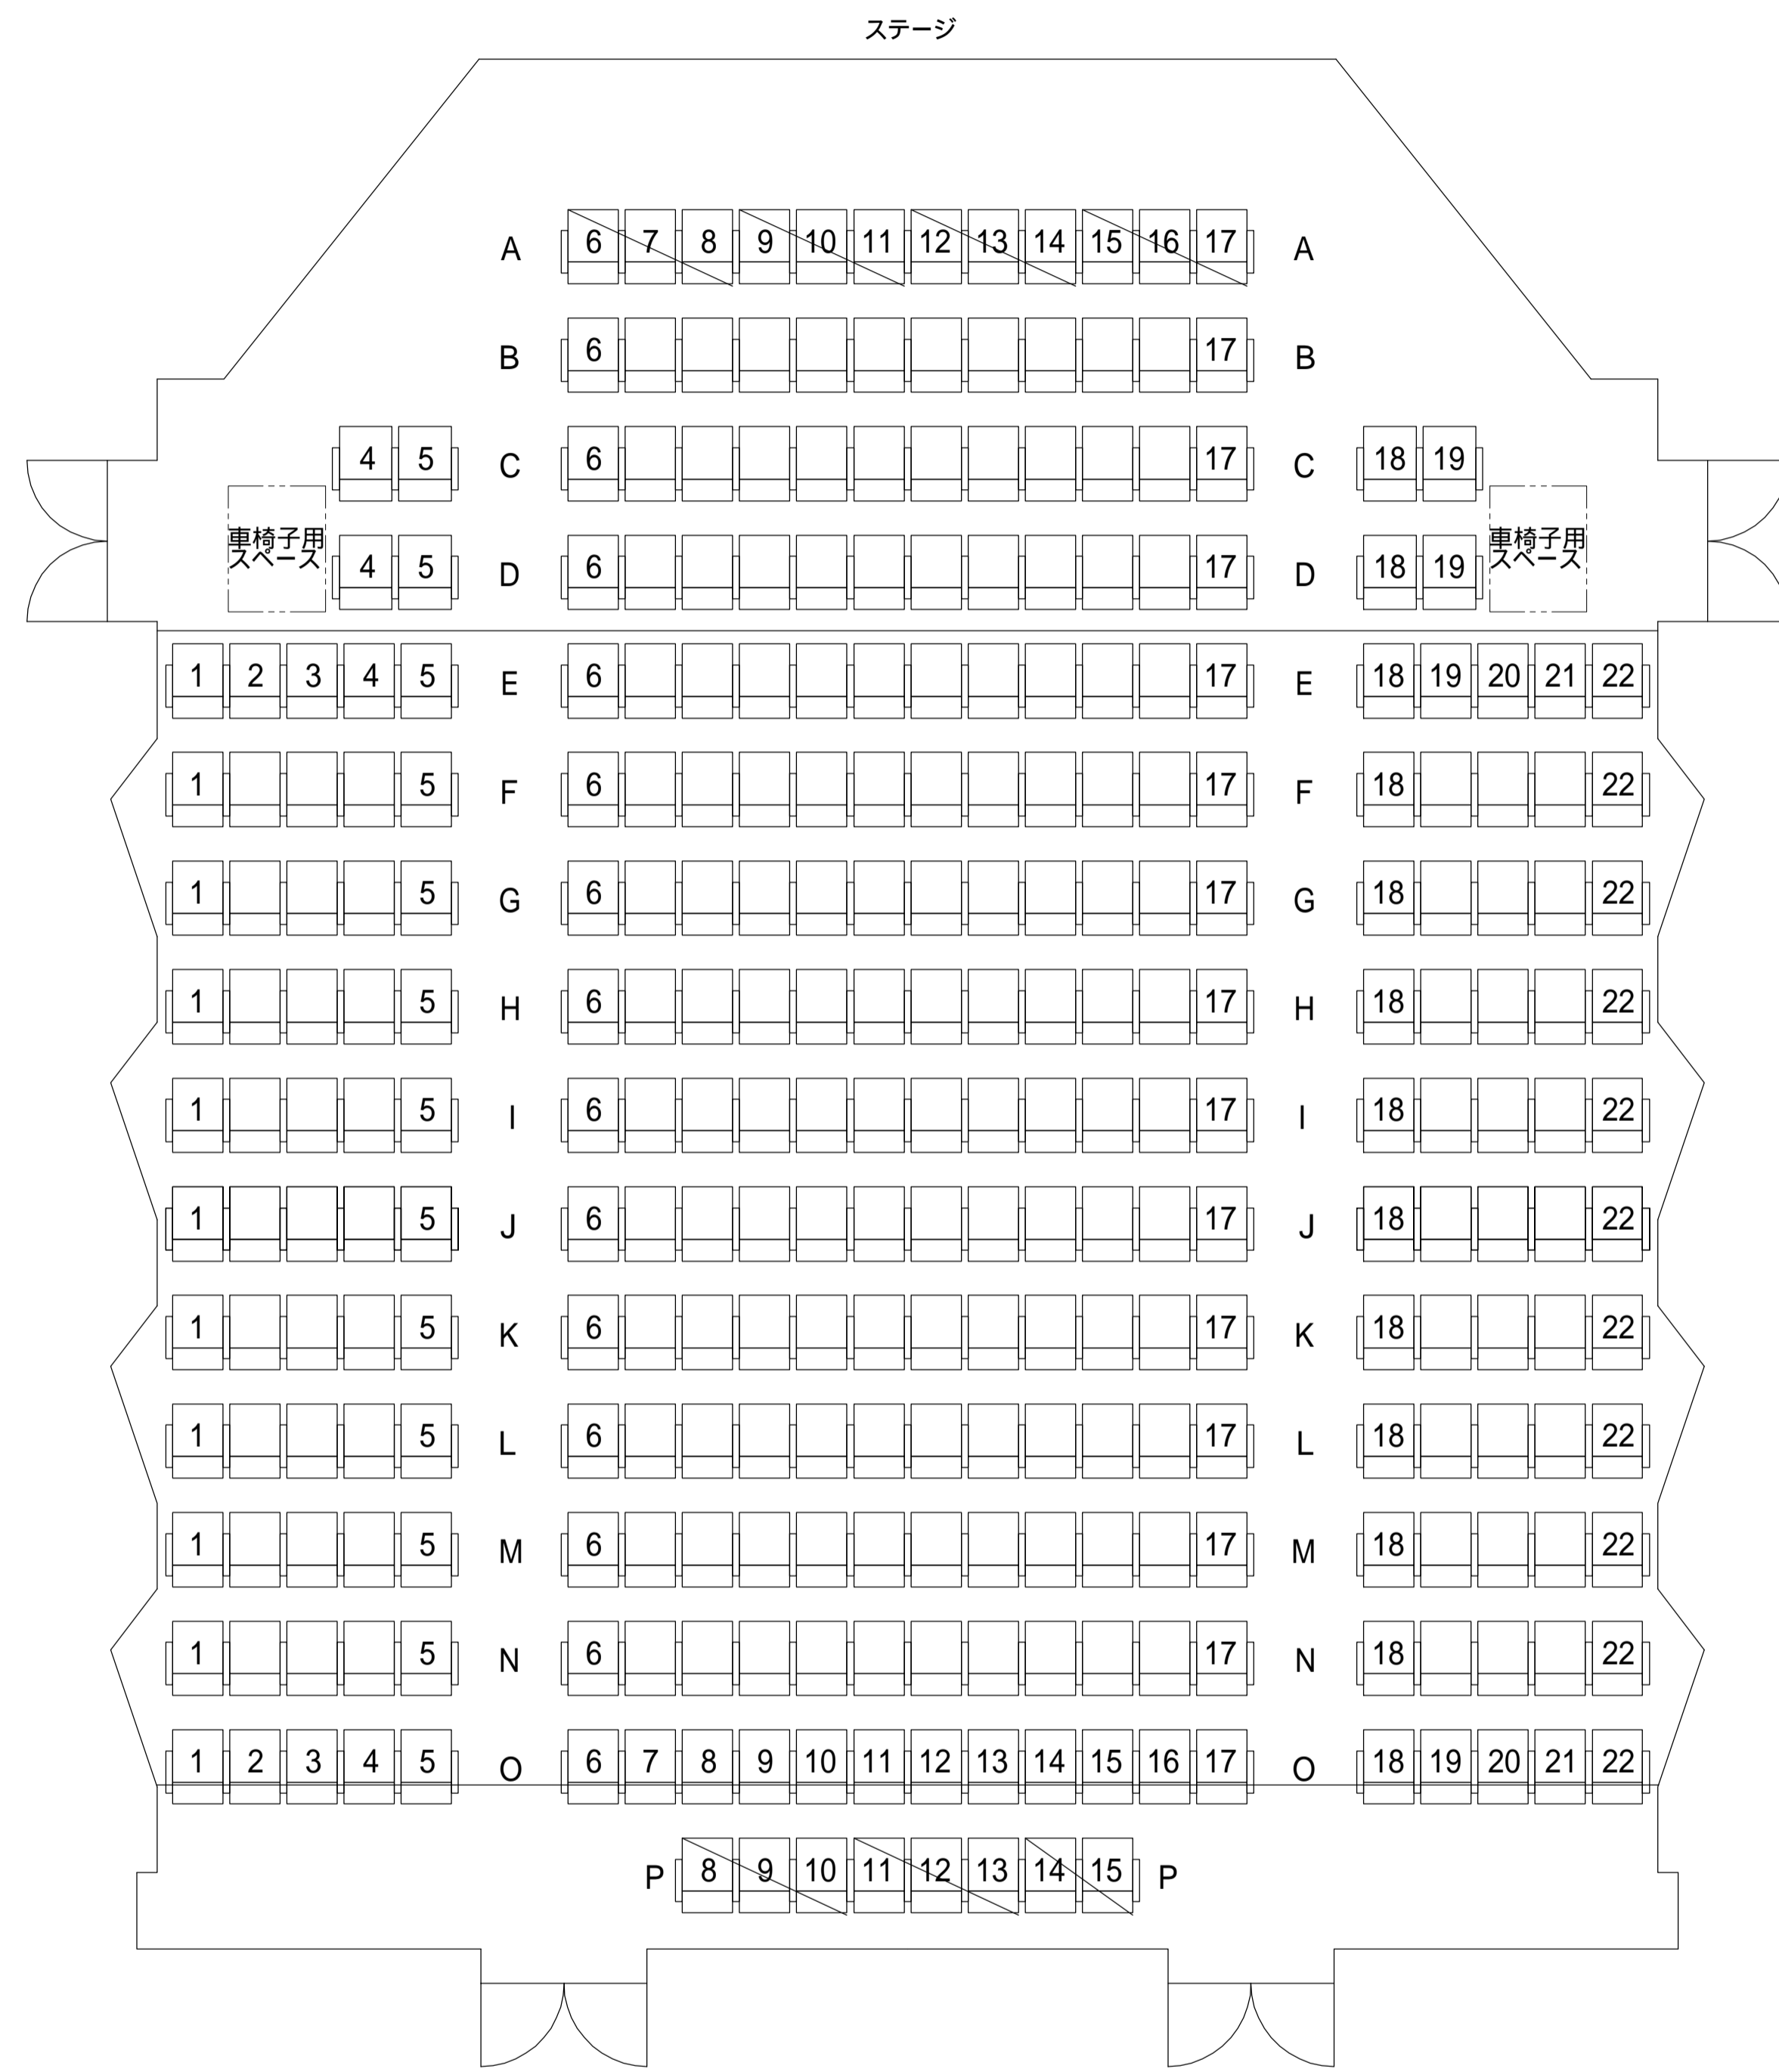 ステージ
A 6 7 8 9 10 11 12 13 14 15 16 17 A
B 6 17 B
4 5 C 6 17 C 18 19
車椅子用
スペース
4 5 D 6 17 D 18 19
車椅子用
スペース
1 2 3 4 5 E 6 17 E 18 19 20 21 22
1 5 F 6 17 F 18 22
1 5 G 6 17 G 18 22
1 5 H 6 17 H 18 22
1 5 I 6 17 I 18 22
1 5 J 6 17 J 18 22
1 5 K 6 17 K 18 22
1 5 L 6 17 L 18 22
1 5 M 6 17 M 18 22
1 5 N 6 17 N 18 22
1 2 3 4 5 O 6 7 8 9 10 11 12 13 14 15 16 17 O 18 19 20 21 22
P 8 9 10 11 12 13 14 15 P